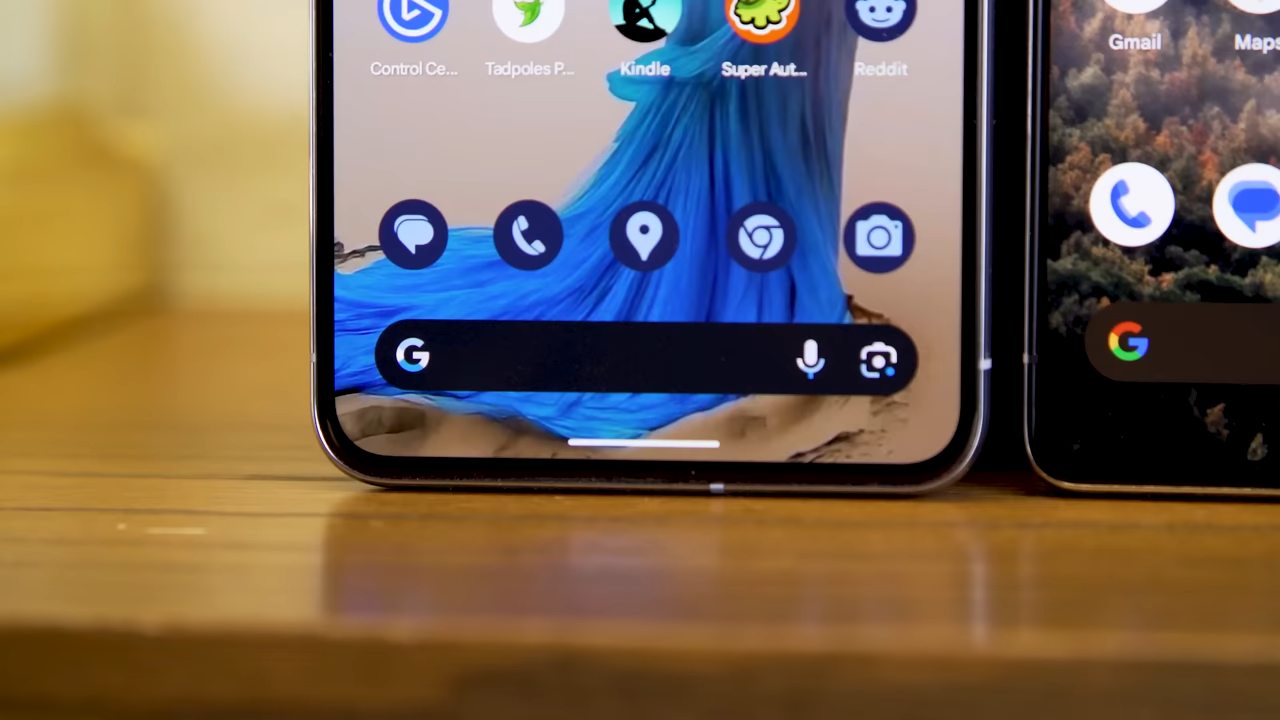 Control Ce...
Tadpoles P...
Kindle
Super Aut...
Reddit
Gmail
Maps
G
G